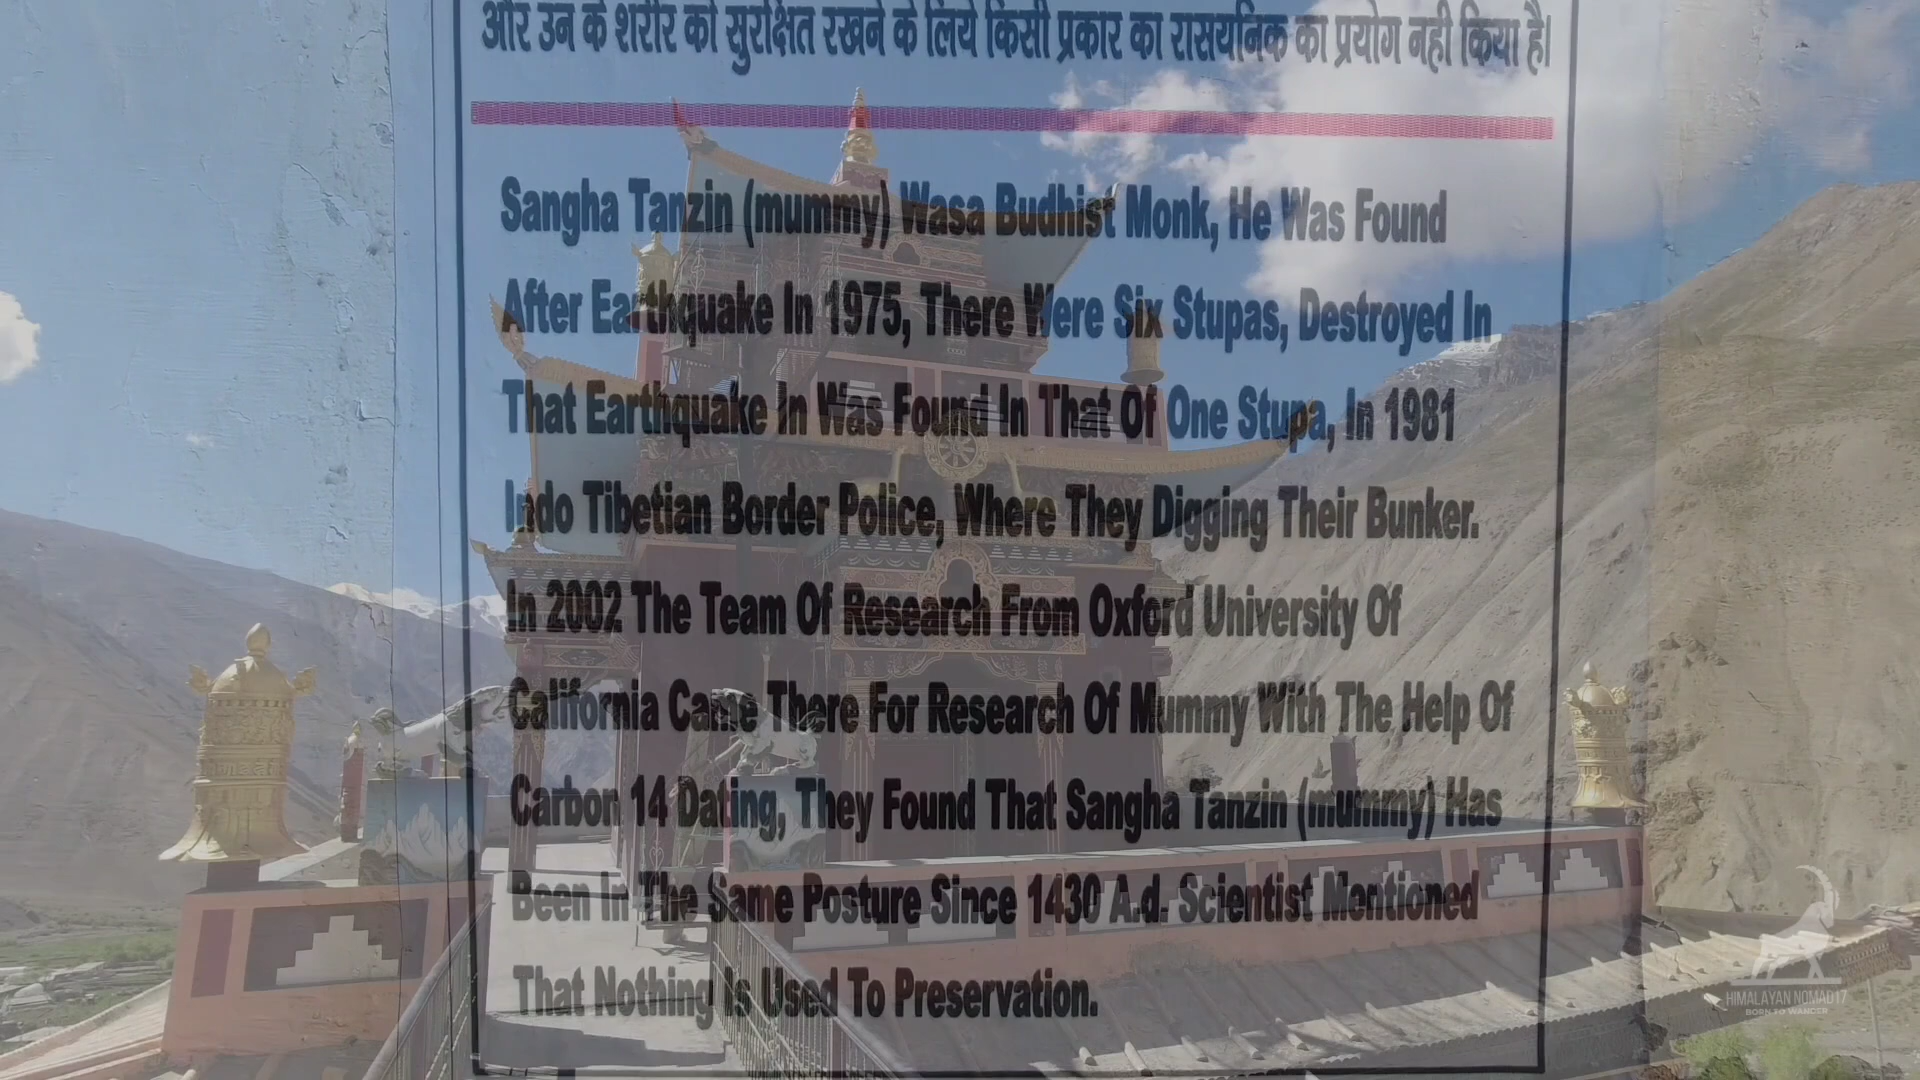 और उन के शरीर को सुरक्षित रखने के लिये किसी प्रकार का रासयनिक का प्रयोग नही किया है।
Sangha Tanzin (mummy) Wasa Budhist Monk, He Was Found
After Earthquake In 1975, There Were Six Stupas, Destroyed In
That Earthquake In Was Found In That Of One Stupa, In 1981
Indo Tibetian Border Police, Where They Digging Their Bunker.
In 2002 The Team Of Research From Oxford University Of
California Came There For Research Of Mummy With The Help Of
Carbon 14 Dating, They Found That Sangha Tanzin (mummy) Has
Been In The Same Posture Since 1430 A.d. Scientist Mentioned
That Nothing Is Used To Preservation.
HIMALAYAN NOMAD17
BORN TO WANDER